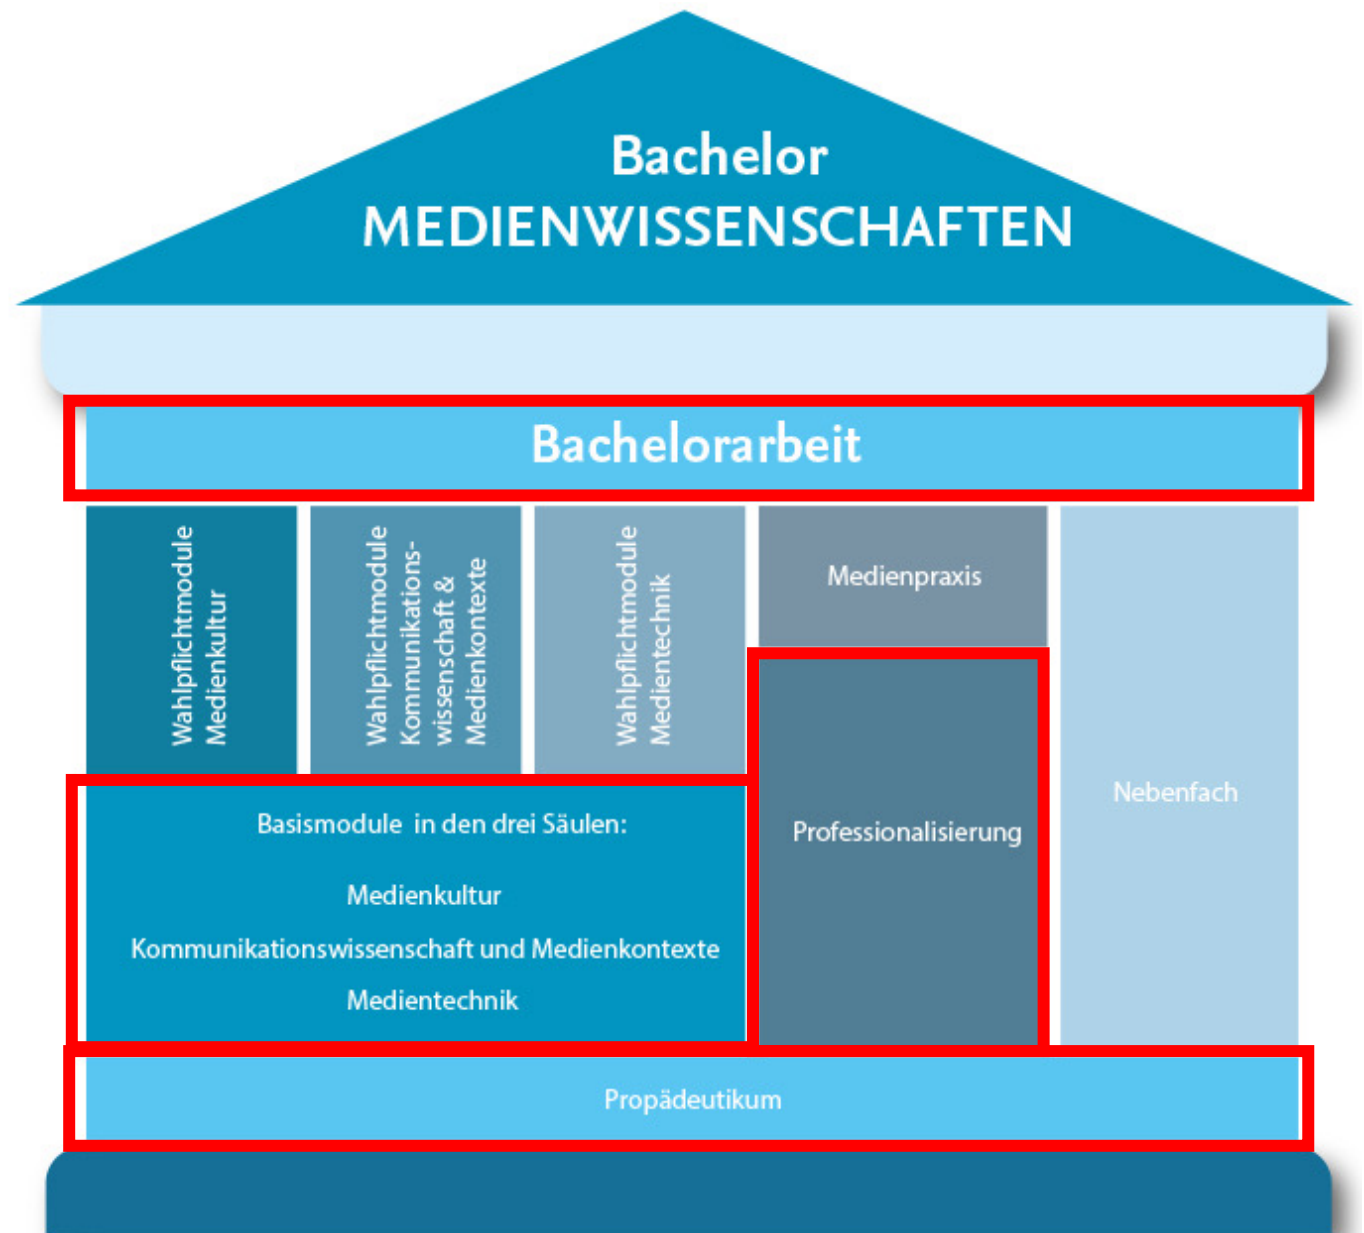 Bachelor
MEDIENWISSENSCHAFTEN
Bachelorarbeit
Wahlpflichtmodule
Medienkultur
Wahlpflichtmodule
Kommunikations-
wissenschaft &
Medienkontexte
Wahlpflichtmodule
Medientechnik
Medienpraxis
Professionalisierung
Nebenfach
Basismodule in den drei Säulen:
Medienkultur
Kommunikationswissenschaft und Medienkontexte
Medientechnik
Propädeutikum